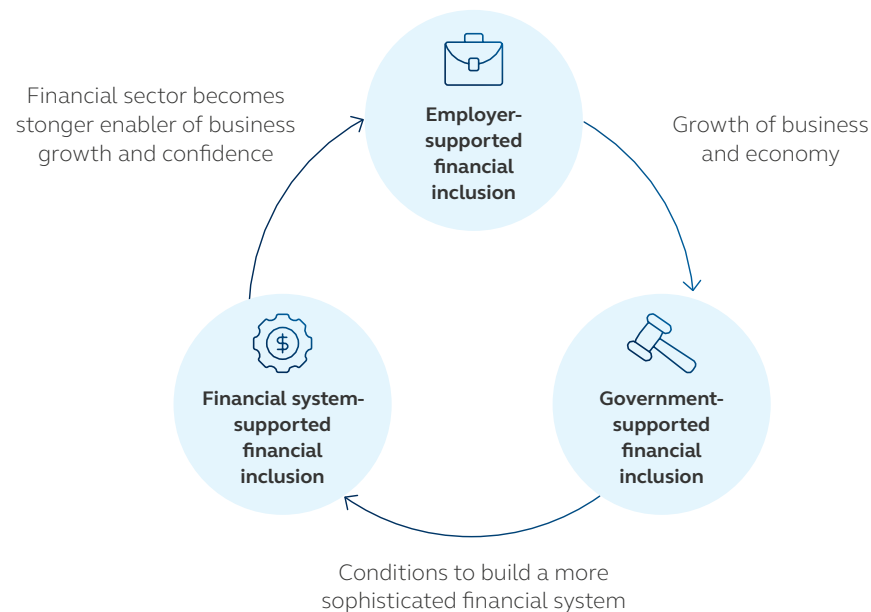 Financial sector becomes
stonger enabler of business
growth and confidence
Employer-
supported
financial
inclusion
Growth of business
and economy
$
Financial system-
supported
financial
inclusion
Government-
supported
financial
inclusion
Conditions to build a more
sophisticated financial system